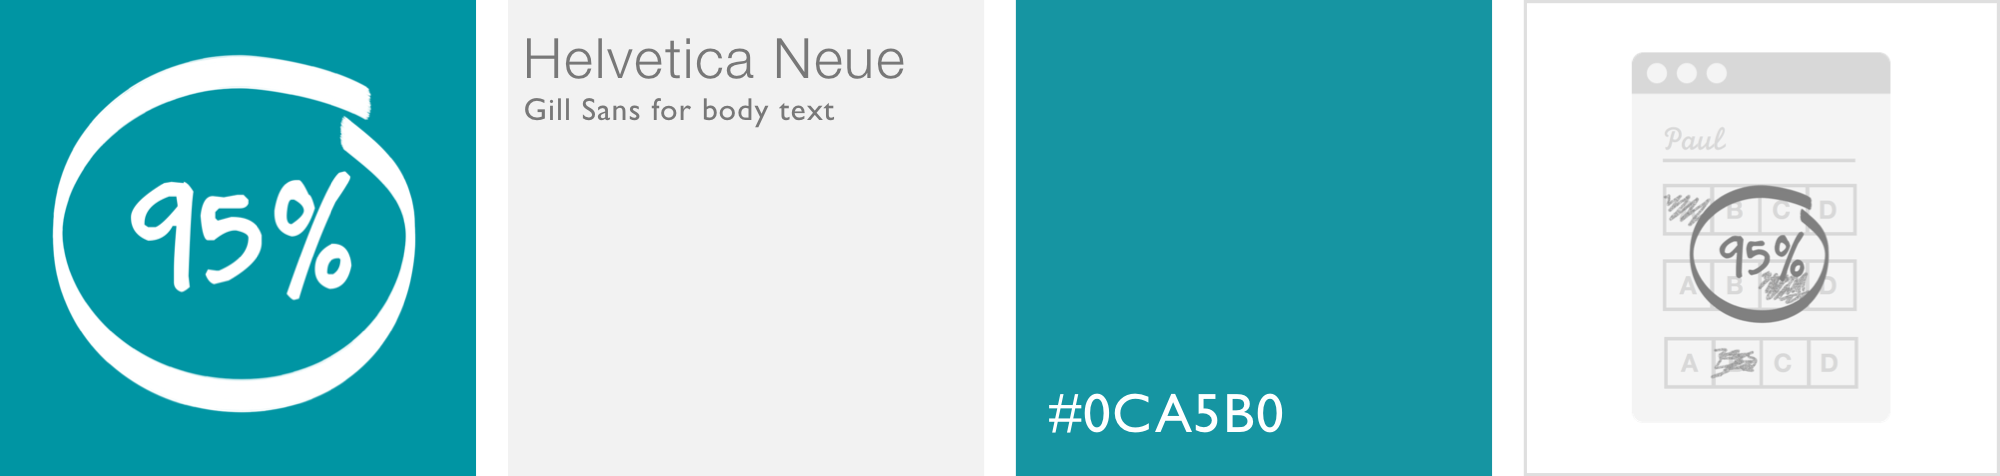 95%
Helvetica Neue
Gill Sans for body text
#0CA5B0
Paul
B C D
95%
A B D
A C D